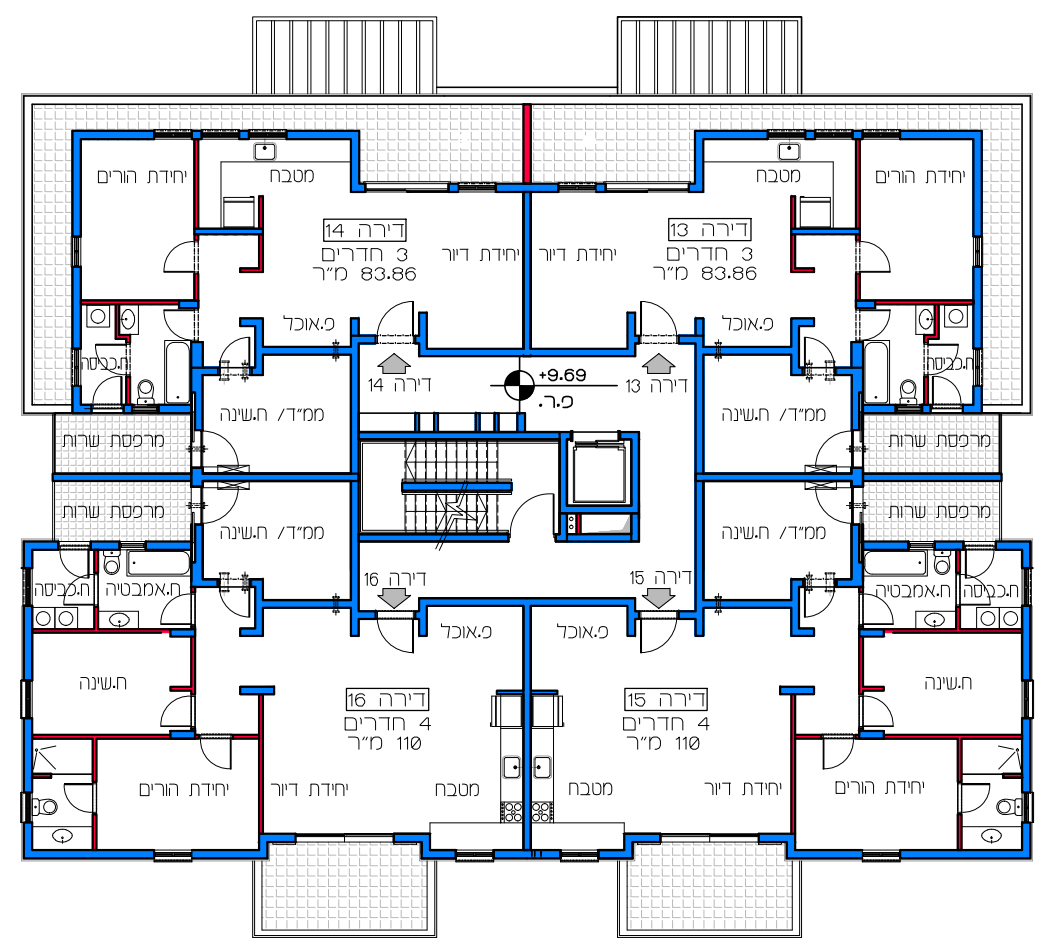 יחידת הורים
מטבח
מטבח
יחידת הורים
דירה 14
3 חדרים
83.86 מ"ר
יחידת דיור
יחידת דיור
דירה 13
3 חדרים
83.86 מ"ר
פ.אוכל
פ.אוכל
ח.כביסה
ח.כביסה
דירה 14
+9.69
פ.ר.
דירה 13
ממ"ד/ ח.שינה
ממ"ד/ ח.שינה
מרפסת שרות
מרפסת שרות
מרפסת שרות
מרפסת שרות
ממ"ד/ ח.שינה
ממ"ד/ ח.שינה
דירה 16
דירה 15
ח.כביסה
ח.אמבטיה
ח.אמבטיה
ח.כביסה
פ.אוכל
פ.אוכל
ח.שינה
ח.שינה
דירה 16
4 חדרים
110 מ"ר
דירה 15
4 חדרים
110 מ"ר
יחידת הורים
יחידת דיור
מטבח
מטבח
יחידת דיור
יחידת הורים